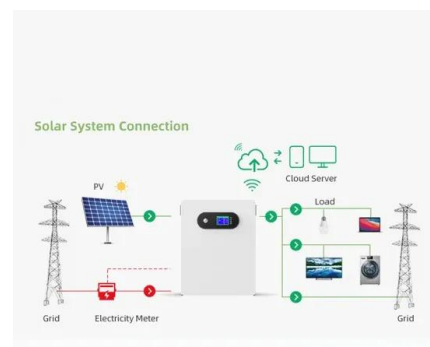 Solar System Connection
Cloud Server
PV
Load
Grid
Electricity Meter
Grid